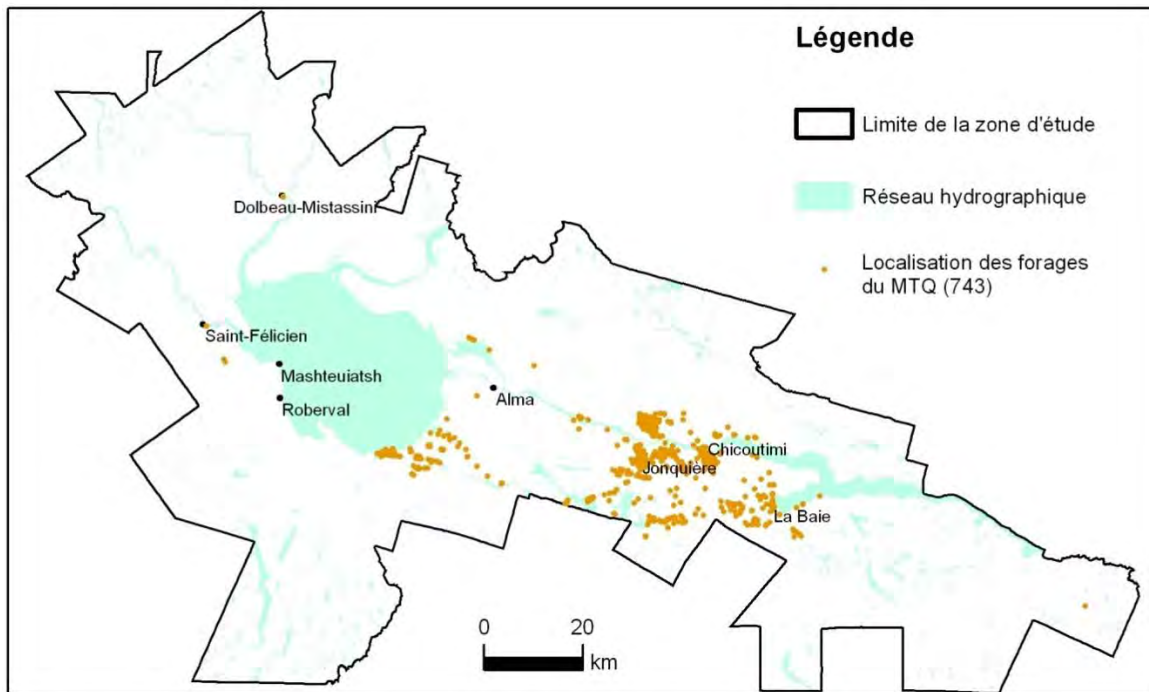 Légende
Limite de la zone d'étude
Réseau hydrographique
Localisation des forages
du MTQ (743)
Dolbeau-Mistassini
Saint-Félicien
Mashteuiatsh
Roberval
Alma
Chicoutimi
Jonquière
La Baie
0 20
km